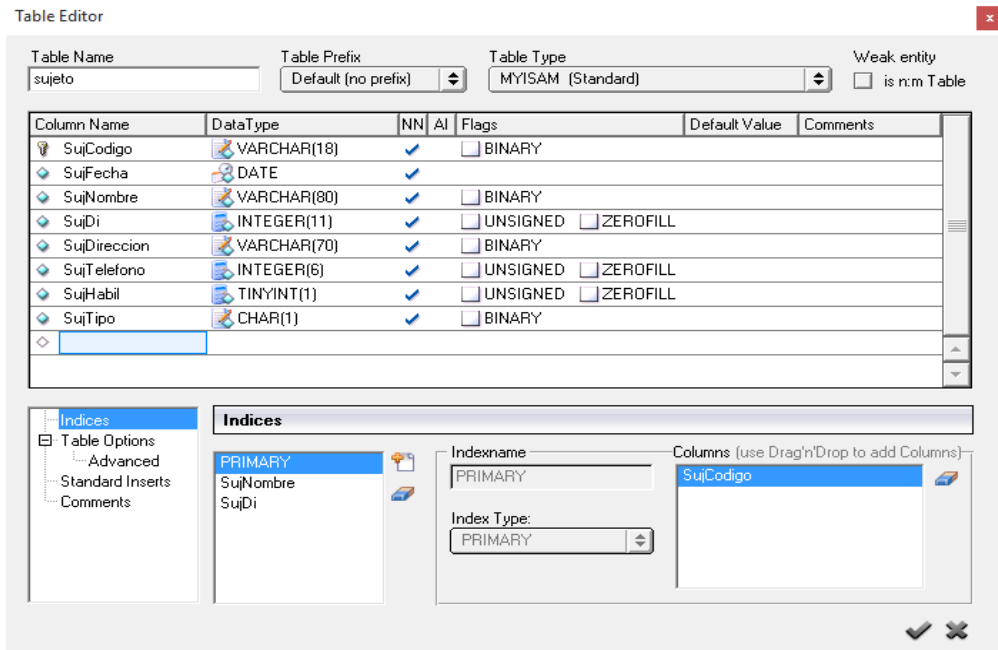 Table Editor
x
Table Name Table Prefix Table Type Weak entity
sujeto Default (no prefix) MYISAM (Standard) is n:m Table
Column Name DataType NN AI Flags Default Value Comments
SujCodigo VARCHAR(18) BINARY
SujFecha DATE
SujNombre VARCHAR(80) BINARY
SujDi INTEGER(11) UNSIGNED ZEROFILL
SujDireccion VARCHAR(70) BINARY
SujTelefono INTEGER(6) UNSIGNED ZEROFILL
SujHabil TINYINT(1) UNSIGNED ZEROFILL
SujTipo CHAR(1) BINARY
Indices
Table Options
Advanced
Standard Inserts
Comments
Indices
PRIMARY
SujNombre
SujDi
Indexname
PRIMARY
Index Type:
PRIMARY
Columns (use Drag'n'Drop to add Columns)
SujCodigo